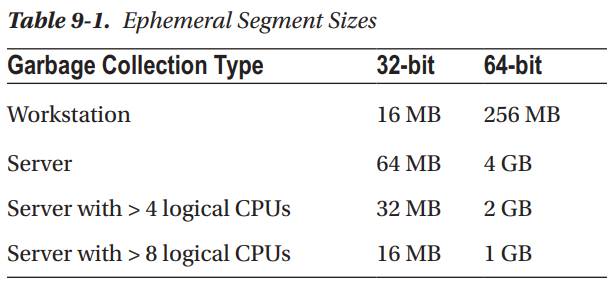 Table 9-1. Ephemeral Segment Sizes
Garbage Collection Type 32-bit 64-bit
Workstation 16 MB 256 MB
Server 64 MB 4 GB
Server with > 4 logical CPUs 32 MB 2 GB
Server with > 8 logical CPUs 16 MB 1 GB